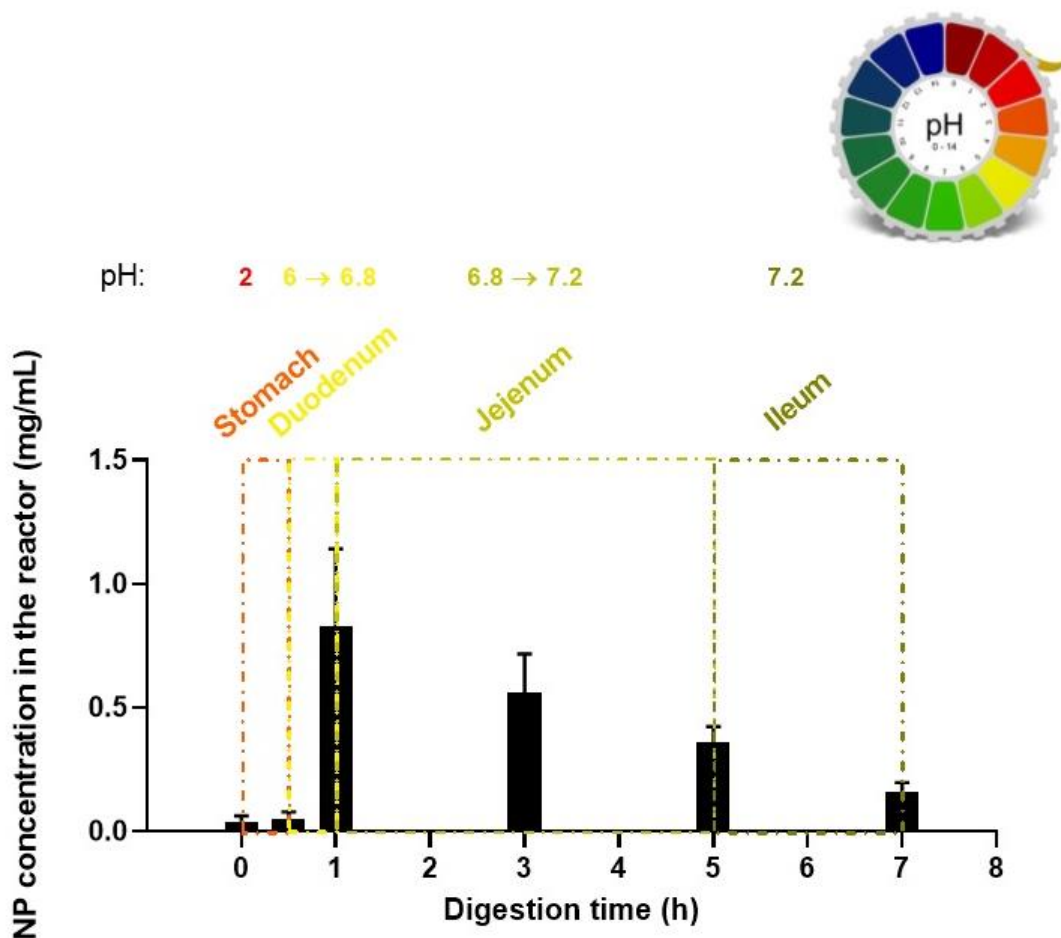 pH
0 - 14
pH:
2
6 → 6.8
6.8 → 7.2
7.2
Stomach
Duodenum
Jejenum
Ileum
NP concentration in the reactor (mg/mL)
1.5
1.0
0.5
0.0
0 1 2 3 4 5 6 7 8
Digestion time (h)